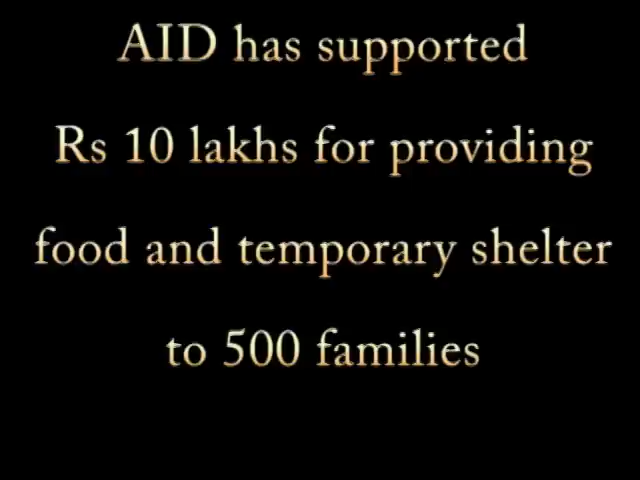 AID has supported
Rs 10 lakhs for providing
food and temporary shelter
to 500 families